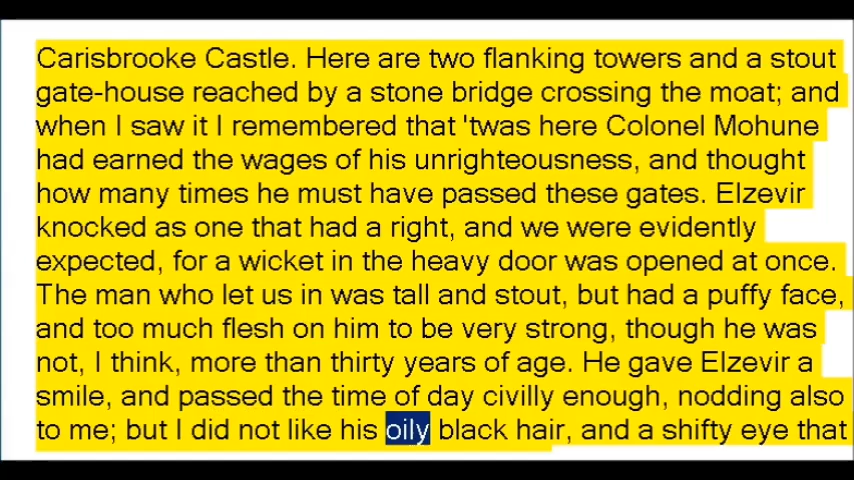 Carisbrooke Castle. Here are two flanking towers and a stout
gate-house reached by a stone bridge crossing the moat; and
when I saw it I remembered that 'twas here Colonel Mohune
had earned the wages of his unrighteousness, and thought
how many times he must have passed these gates. Elzevir
knocked as one that had a right, and we were evidently
expected, for a wicket in the heavy door was opened at once.
The man who let us in was tall and stout, but had a puffy face,
and too much flesh on him to be very strong, though he was
not, I think, more than thirty years of age. He gave Elzevir a
smile, and passed the time of day civilly enough, nodding also
to me; but I did not like his oily black hair, and a shifty eye that